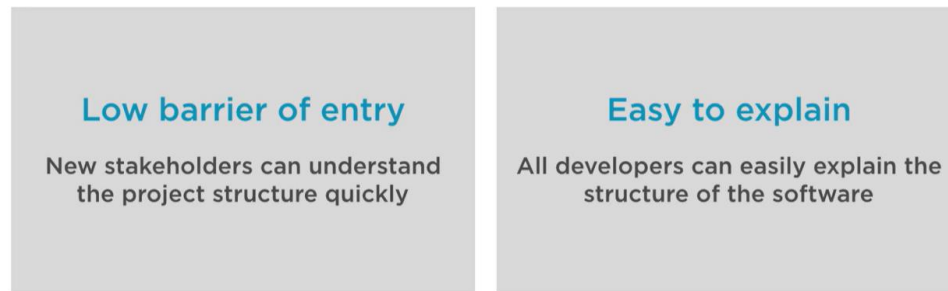 Low barrier of entry
New stakeholders can understand
the project structure quickly
Easy to explain
All developers can easily explain the
structure of the software